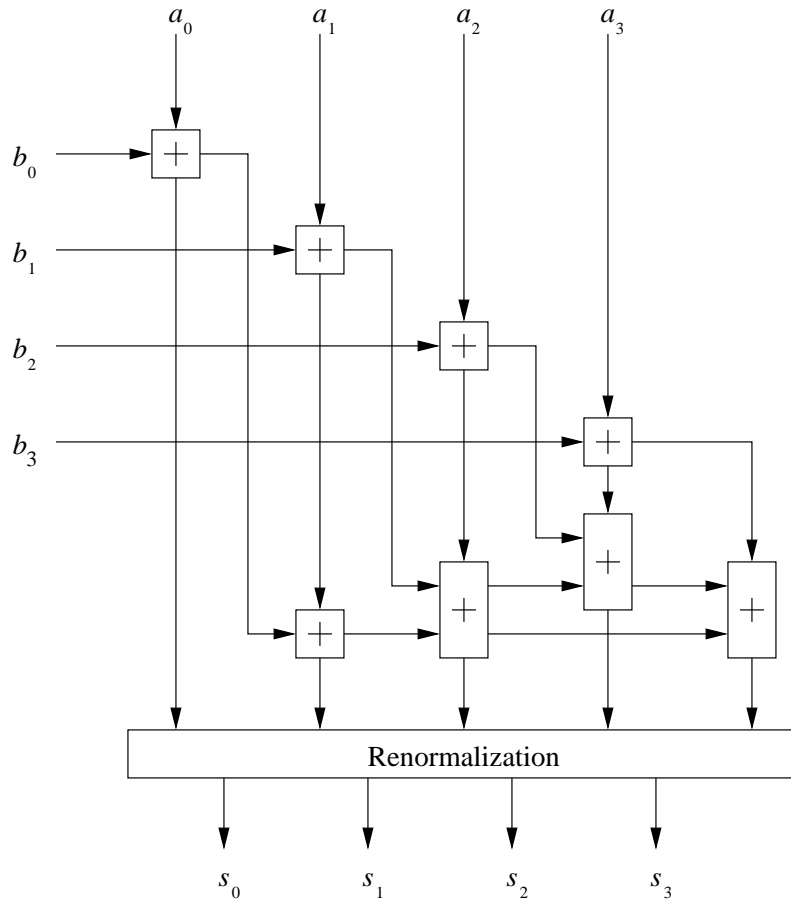 a₀ a₁ a₂ a₃
b₀
+
b₁
+
b₂
+
b₃
+
+
+
+
+
Renormalization
s₀ s₁ s₂ s₃